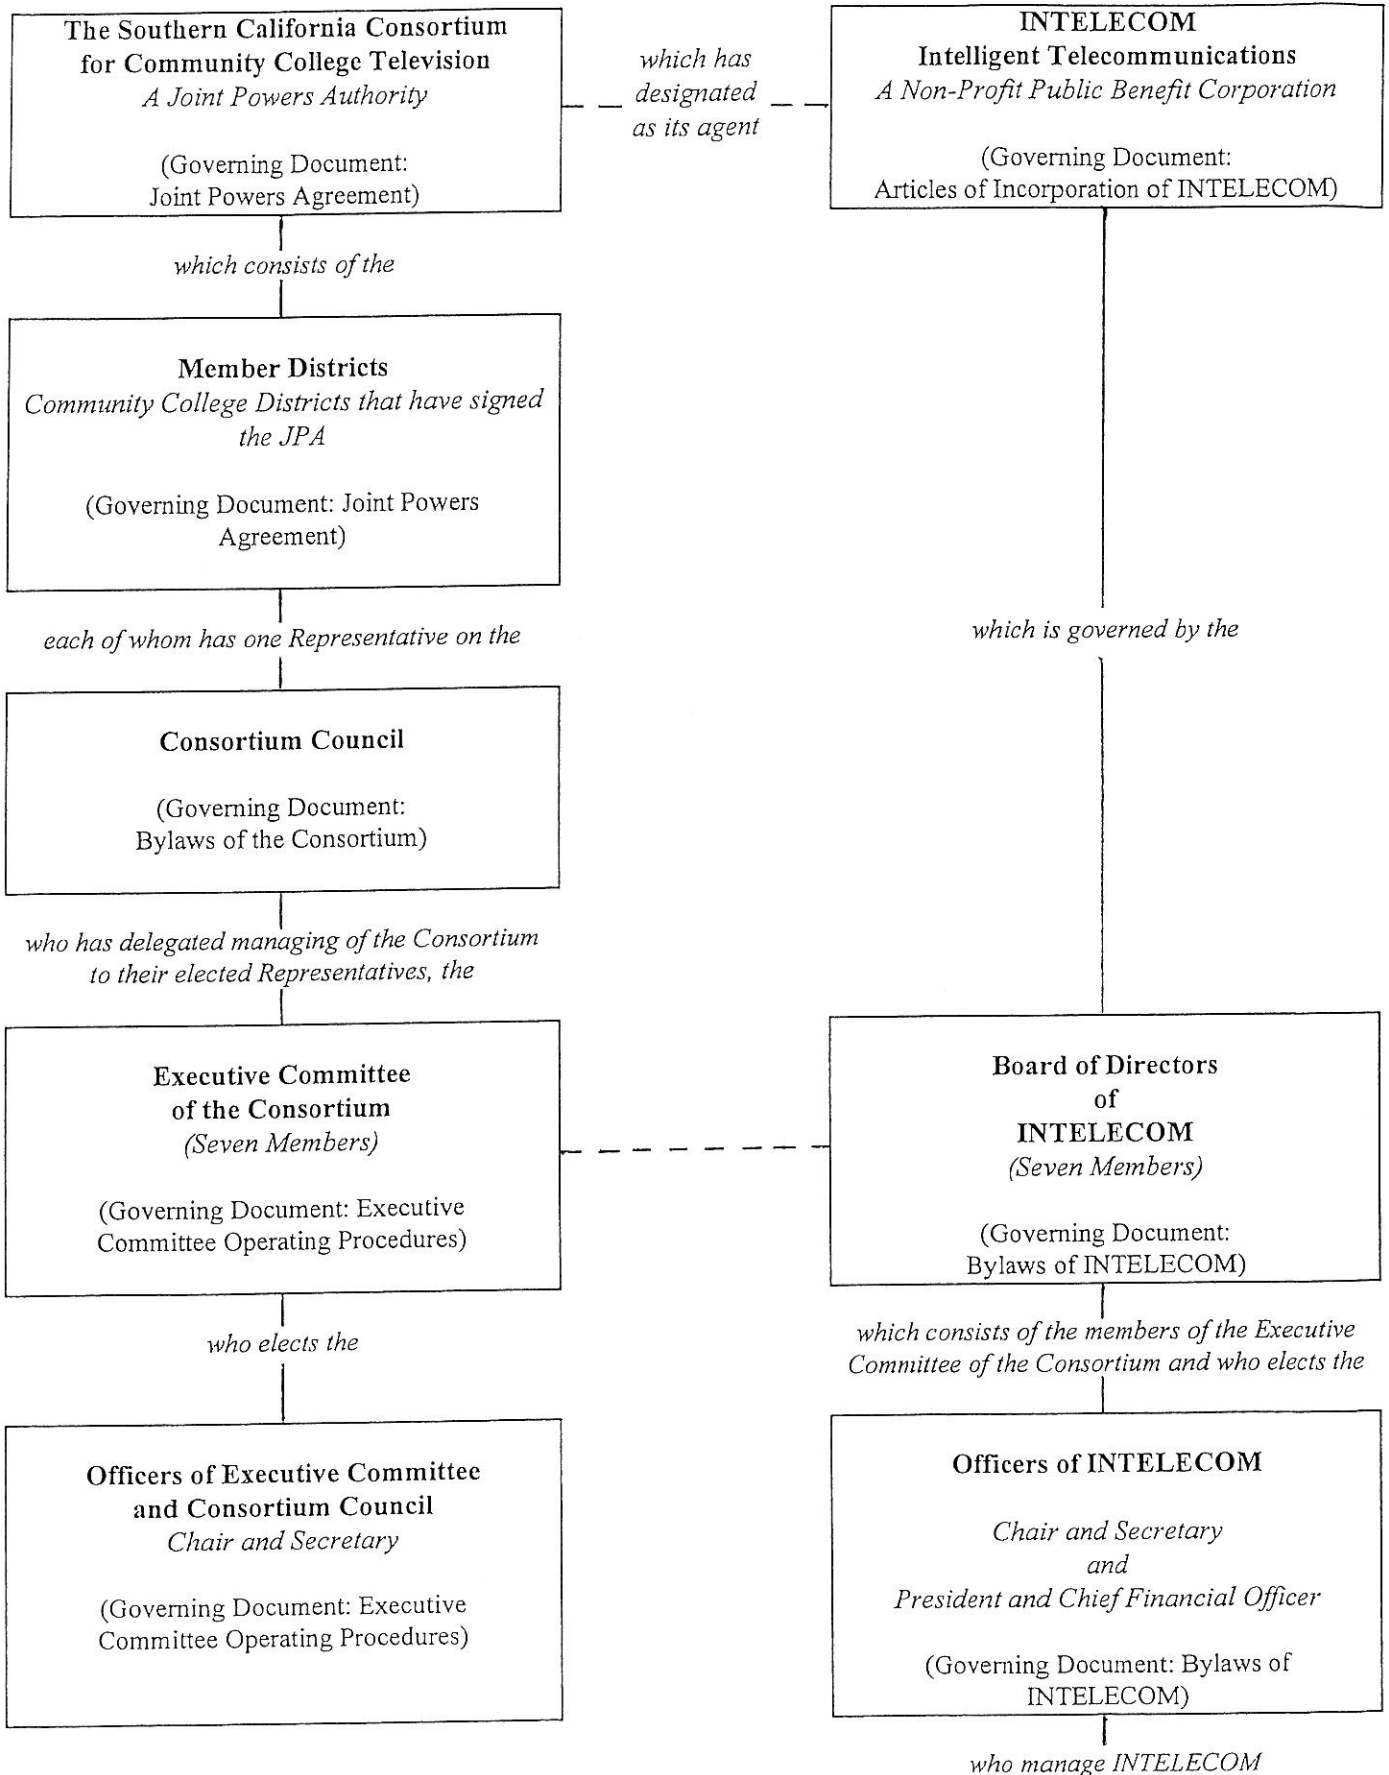 The Southern California Consortium
for Community College Television
A Joint Powers Authority
(Governing Document:
Joint Powers Agreement)
which has
designated
as its agent
INTELECOM
Intelligent Telecommunications
A Non-Profit Public Benefit Corporation
(Governing Document:
Articles of Incorporation of INTELECOM)
which consists of the
Member Districts
Community College Districts that have signed
the JPA
(Governing Document: Joint Powers
Agreement)
each of whom has one Representative on the
which is governed by the
Consortium Council
(Governing Document:
Bylaws of the Consortium)
who has delegated managing of the Consortium
to their elected Representatives, the
Executive Committee
of the Consortium
(Seven Members)
(Governing Document: Executive
Committee Operating Procedures)
Board of Directors
of
INTELECOM
(Seven Members)
(Governing Document:
Bylaws of INTELECOM)
who elects the
which consists of the members of the Executive
Committee of the Consortium and who elects the
Officers of Executive Committee
and Consortium Council
Chair and Secretary
(Governing Document: Executive
Committee Operating Procedures)
Officers of INTELECOM
Chair and Secretary
and
President and Chief Financial Officer
(Governing Document: Bylaws of
INTELECOM)
who manage INTELECOM